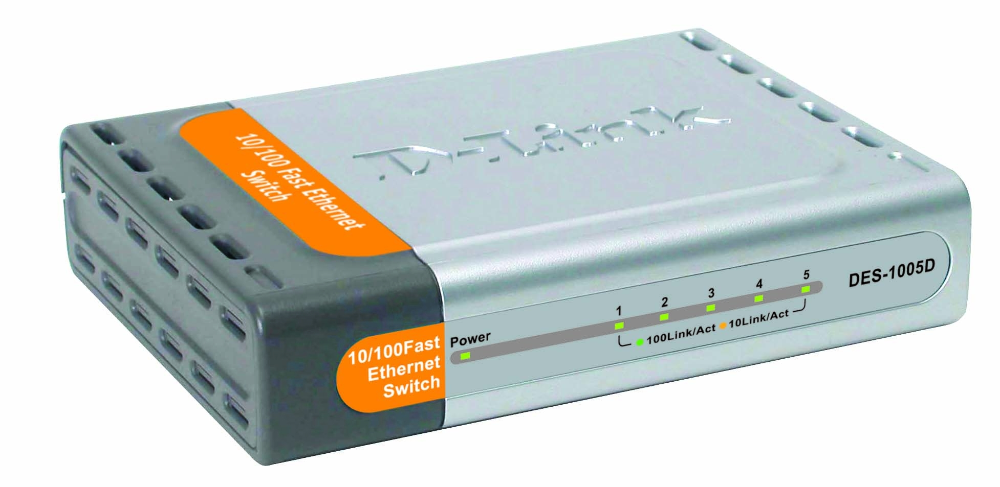 D-Link
10/100 Fast Ethernet
Switch
10/100Fast
Ethernet
Switch
Power
1 2 3 4 5
100Link/Act 10Link/Act
DES-1005D